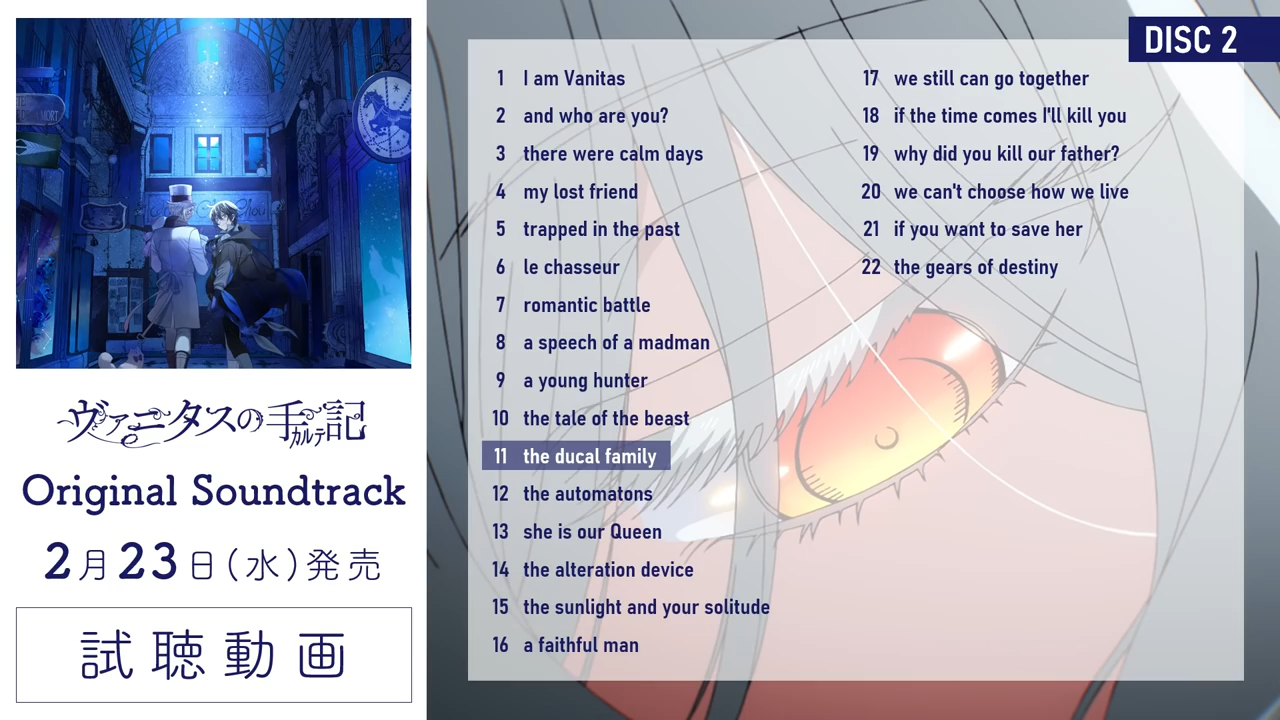 ヴァニタスの手記
カルテ
Original Soundtrack
2月23日(水)発売
試聴動画
DISC 2
1 I am Vanitas
2 and who are you?
3 there were calm days
4 my lost friend
5 trapped in the past
6 le chasseur
7 romantic battle
8 a speech of a madman
9 a young hunter
10 the tale of the beast
11 the ducal family
12 the automatons
13 she is our Queen
14 the alteration device
15 the sunlight and your solitude
16 a faithful man
17 we still can go together
18 if the time comes I'll kill you
19 why did you kill our father?
20 we can't choose how we live
21 if you want to save her
22 the gears of destiny